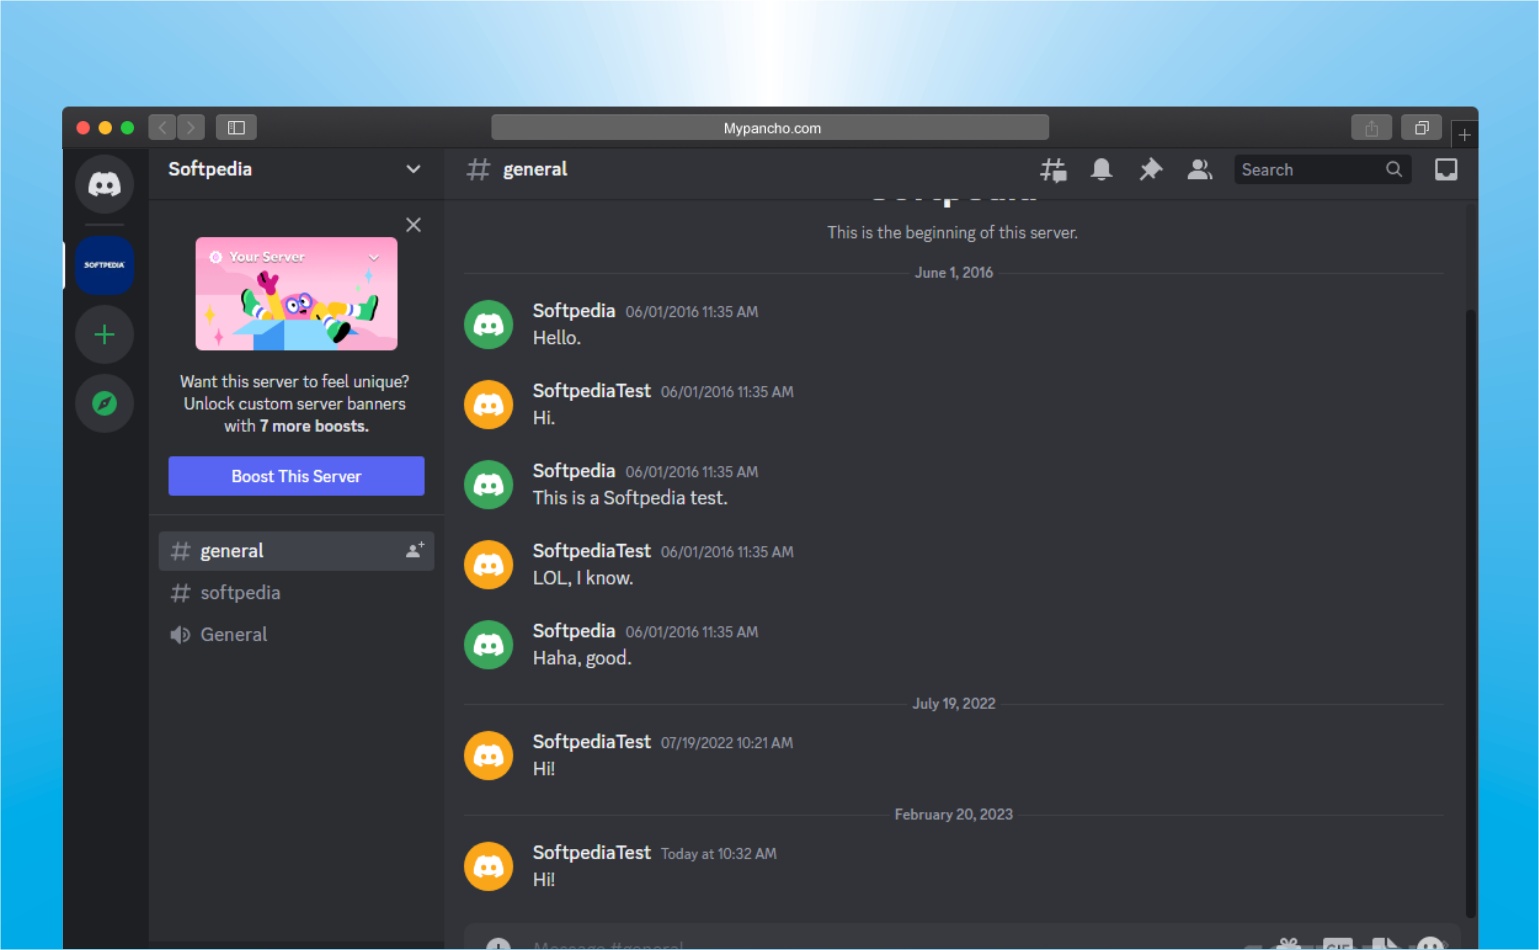 Mypancho.com
Softpedia
# general
Search
Your Server
SOFTPEDIA
Want this server to feel unique?
Unlock custom server banners
with 7 more boosts.
Boost This Server
# general
# softpedia
General
Softpedia
This is the beginning of this server.
June 1, 2016
Softpedia 06/01/2016 11:35 AM
Hello.
SoftpediaTest 06/01/2016 11:35 AM
Hi.
Softpedia 06/01/2016 11:35 AM
This is a Softpedia test.
SoftpediaTest 06/01/2016 11:35 AM
LOL, I know.
Softpedia 06/01/2016 11:35 AM
Haha, good.
July 19, 2022
SoftpediaTest 07/19/2022 10:21 AM
Hi!
February 20, 2023
SoftpediaTest Today at 10:32 AM
Hi!
Message #general
GIF